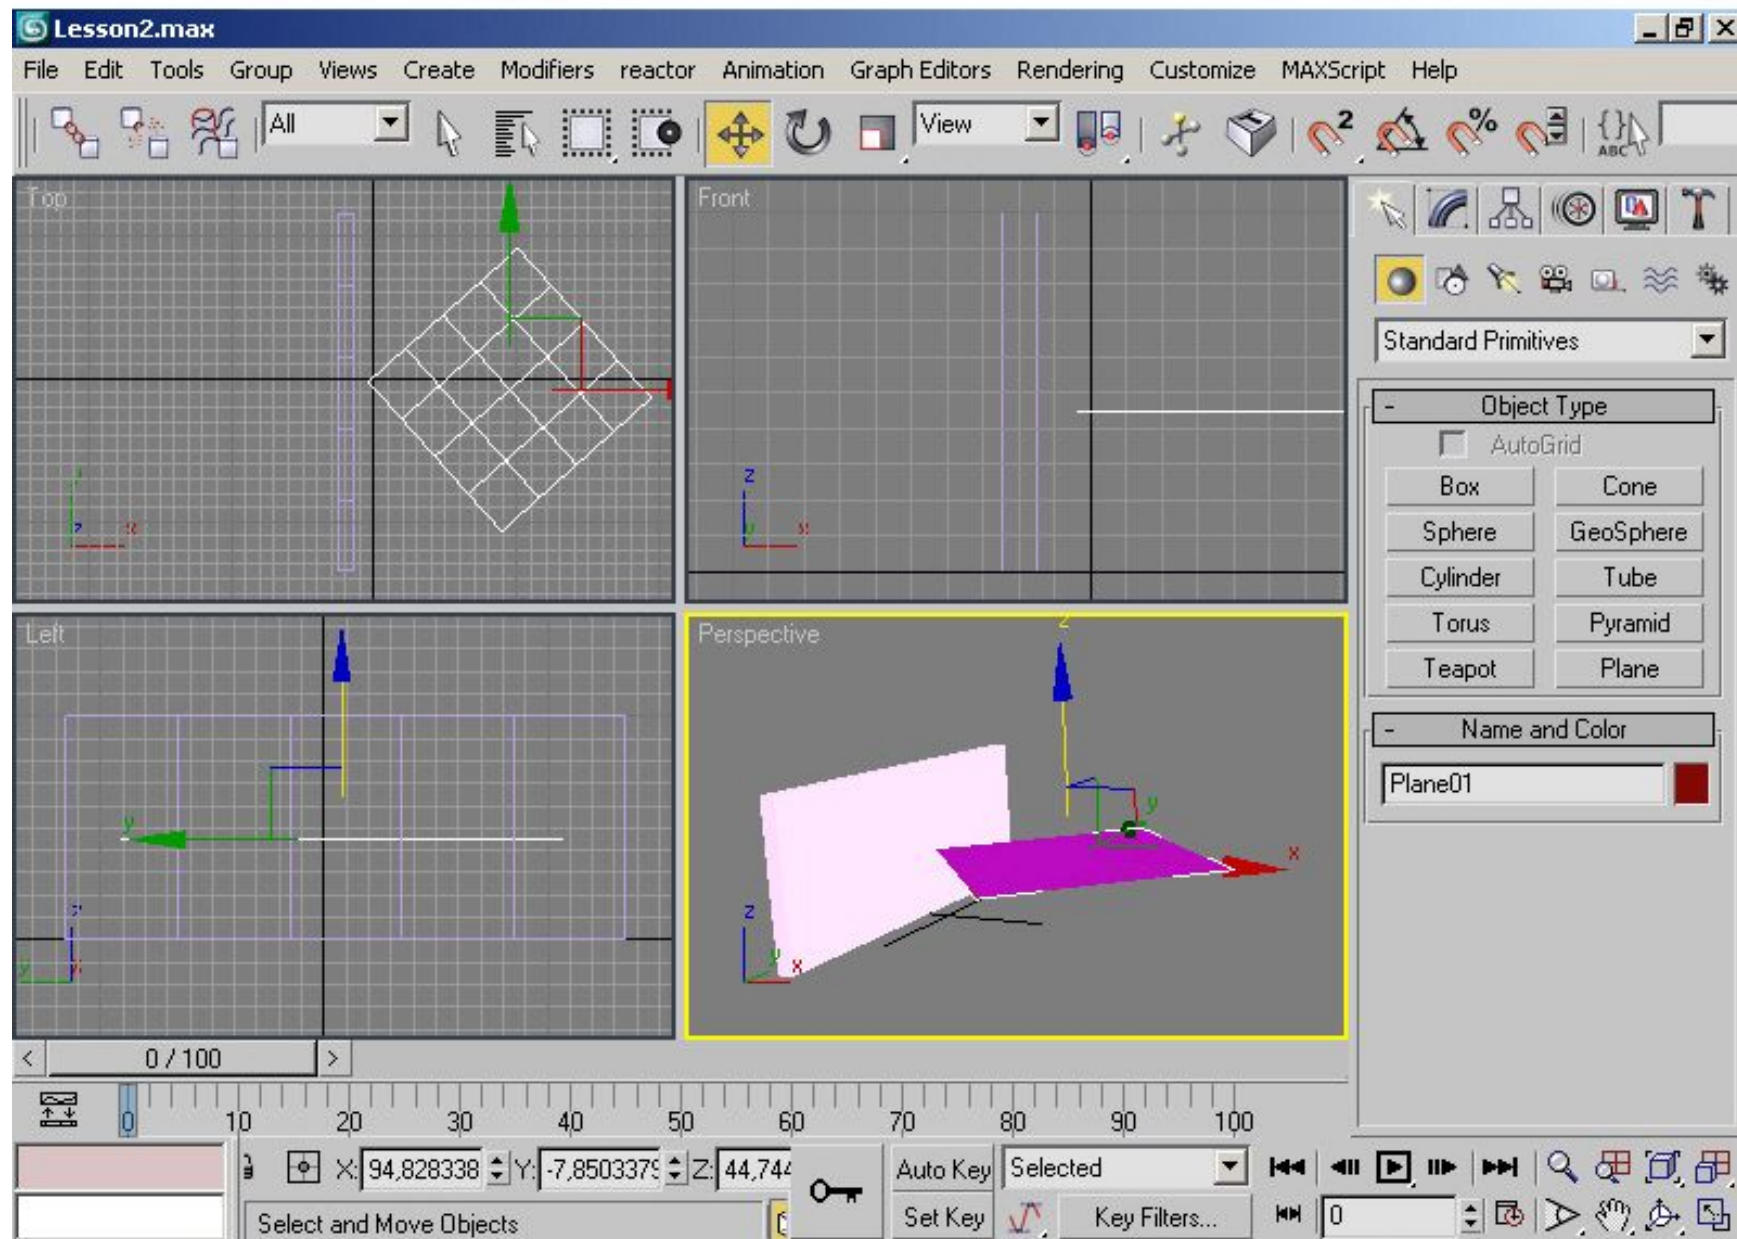 Lesson2.max
File Edit Tools Group Views Create Modifiers reactor Animation Graph Editors Rendering Customize MAXScript Help
All View 2 % {} ABC
Top Front
Standard Primitives
- Object Type
AutoGrid
Box Cone
Sphere GeoSphere
Cylinder Tube
Torus Pyramid
Teapot Plane
- Name and Color
Plane01
z y x
z x
Left Perspective
z
y
y
x
z
y x
z
y x
< 0 / 100 >
0 10 20 30 40 50 60 70 80 90 100
X: 94,828338 Y: -7,8503379 Z: 44,744 Auto Key Selected
Select and Move Objects Set Key Key Filters... 0